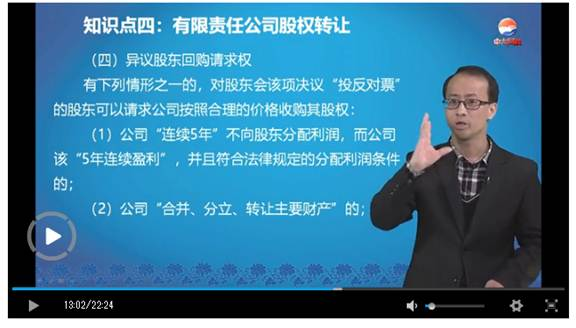 知识点四：有限责任公司股权转让
（四）异议股东回购请求权
有下列情形之一的，对股东会该项决议“投反对票”
的股东可以请求公司按照合理的价格收购其股权：
（1）公司“连续5年”不向股东分配利润，而公司
该“5年连续盈利”，并且符合法律规定的分配利润条件
的；
（2）公司“合并、分立、转让主要财产”的；
13:02/22:24